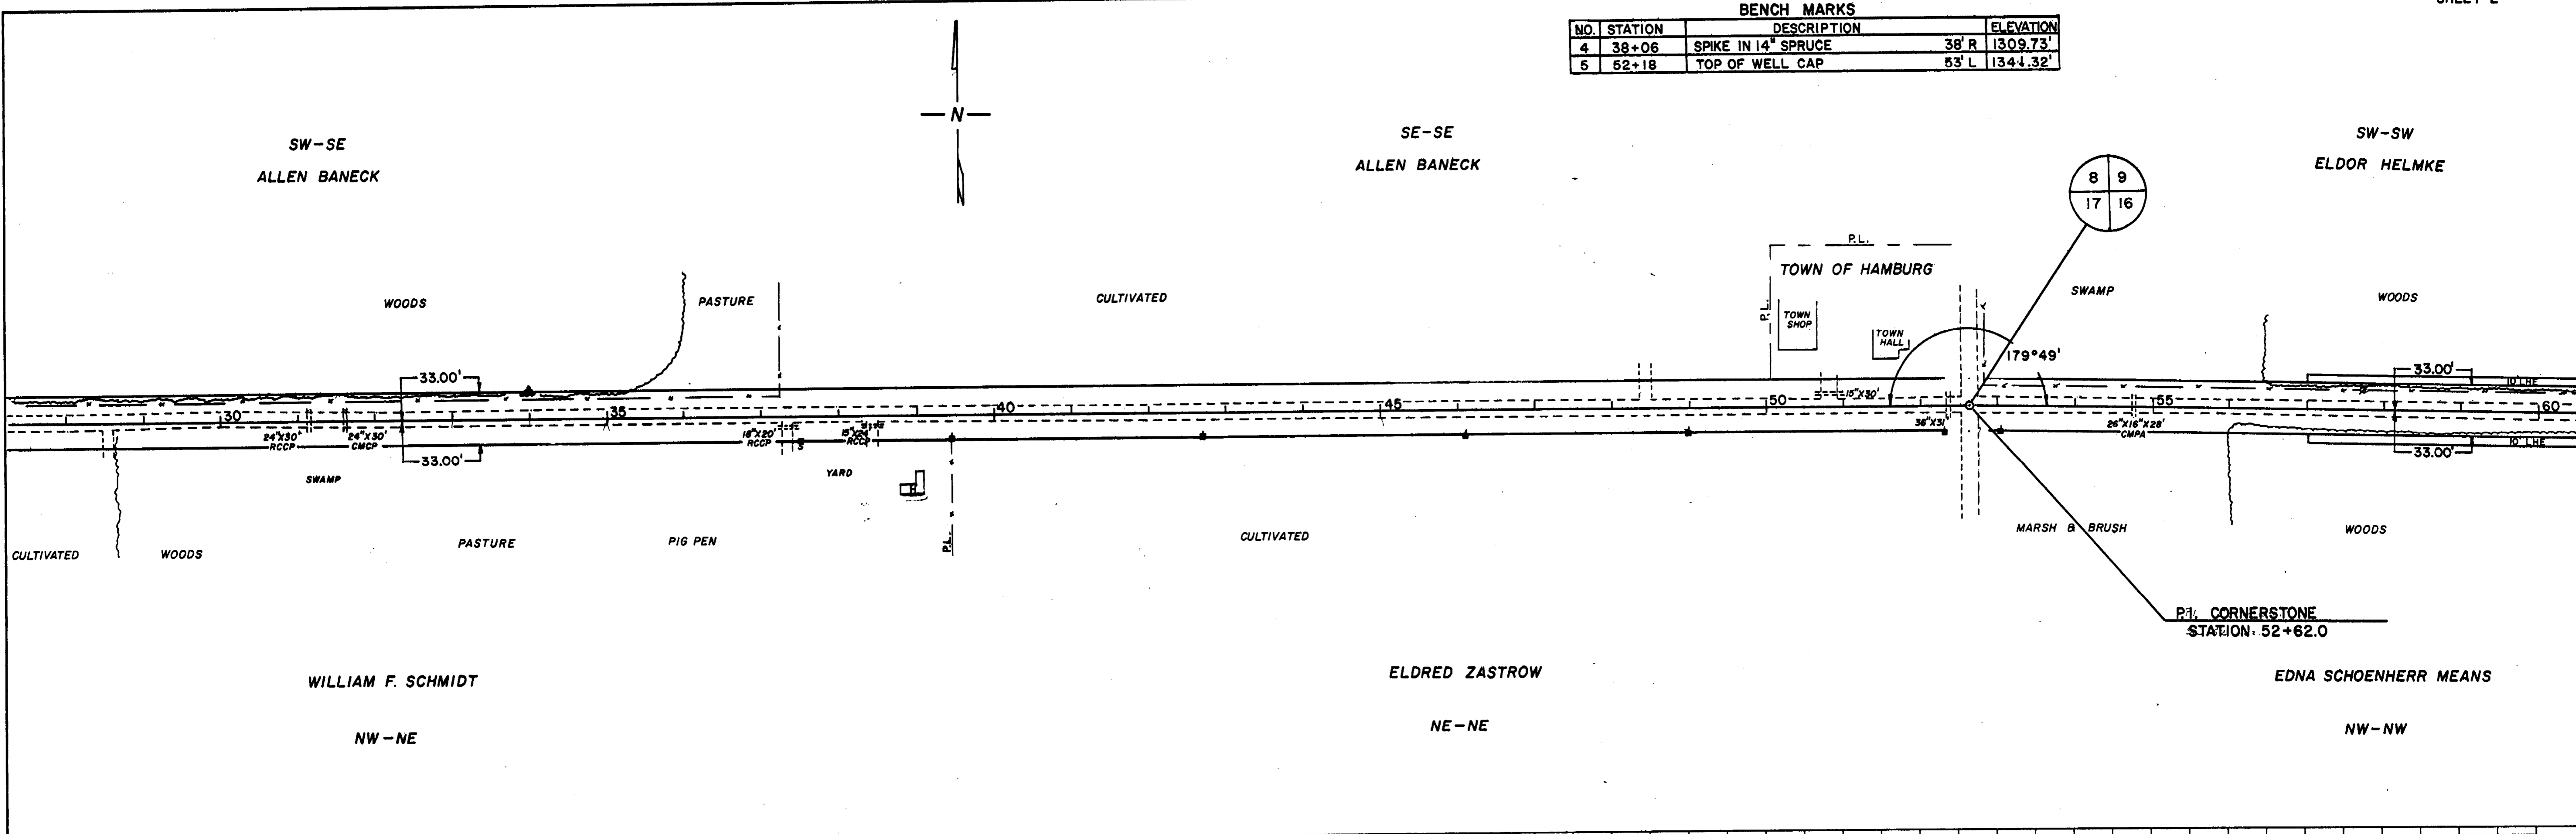 BENCH MARKS
NO. STATION DESCRIPTION ELEVATION
4 38+06 SPIKE IN 14" SPRUCE 38' R 1309.73'
5 52+18 TOP OF WELL CAP 53' L
N
SW-SE
ALLEN BANECK
SE-SE
ALLEN BANECK
SW-SW
ELDOR HELMKE
8 9
17 16
P.L.
TOWN OF HAMBURG
P.L.
TOWN
SHOP
TOWN
HALL
SWAMP
WOODS
PASTURE
CULTIVATED
WOODS
179°49'
33.00'
33.00'
15"X30'
10' LHE
30
35
40
45
50
55
60
24"X30'
RCCP
24"X30'
CMCP
33.00'
18"X20'
RCCP
S
36"X31
26"X16"X28'
CMPA
10' LHE
33.00'
SWAMP
YARD
CULTIVATED
WOODS
PASTURE
PIG PEN
P.L.
CULTIVATED
MARSH & BRUSH
WOODS
CORNERSTONE
STATION: 52+62.0
WILLIAM F. SCHMIDT
NW-NE
ELDRED ZASTROW
NE-NE
EDNA SCHOENHERR MEANS
NW-NW